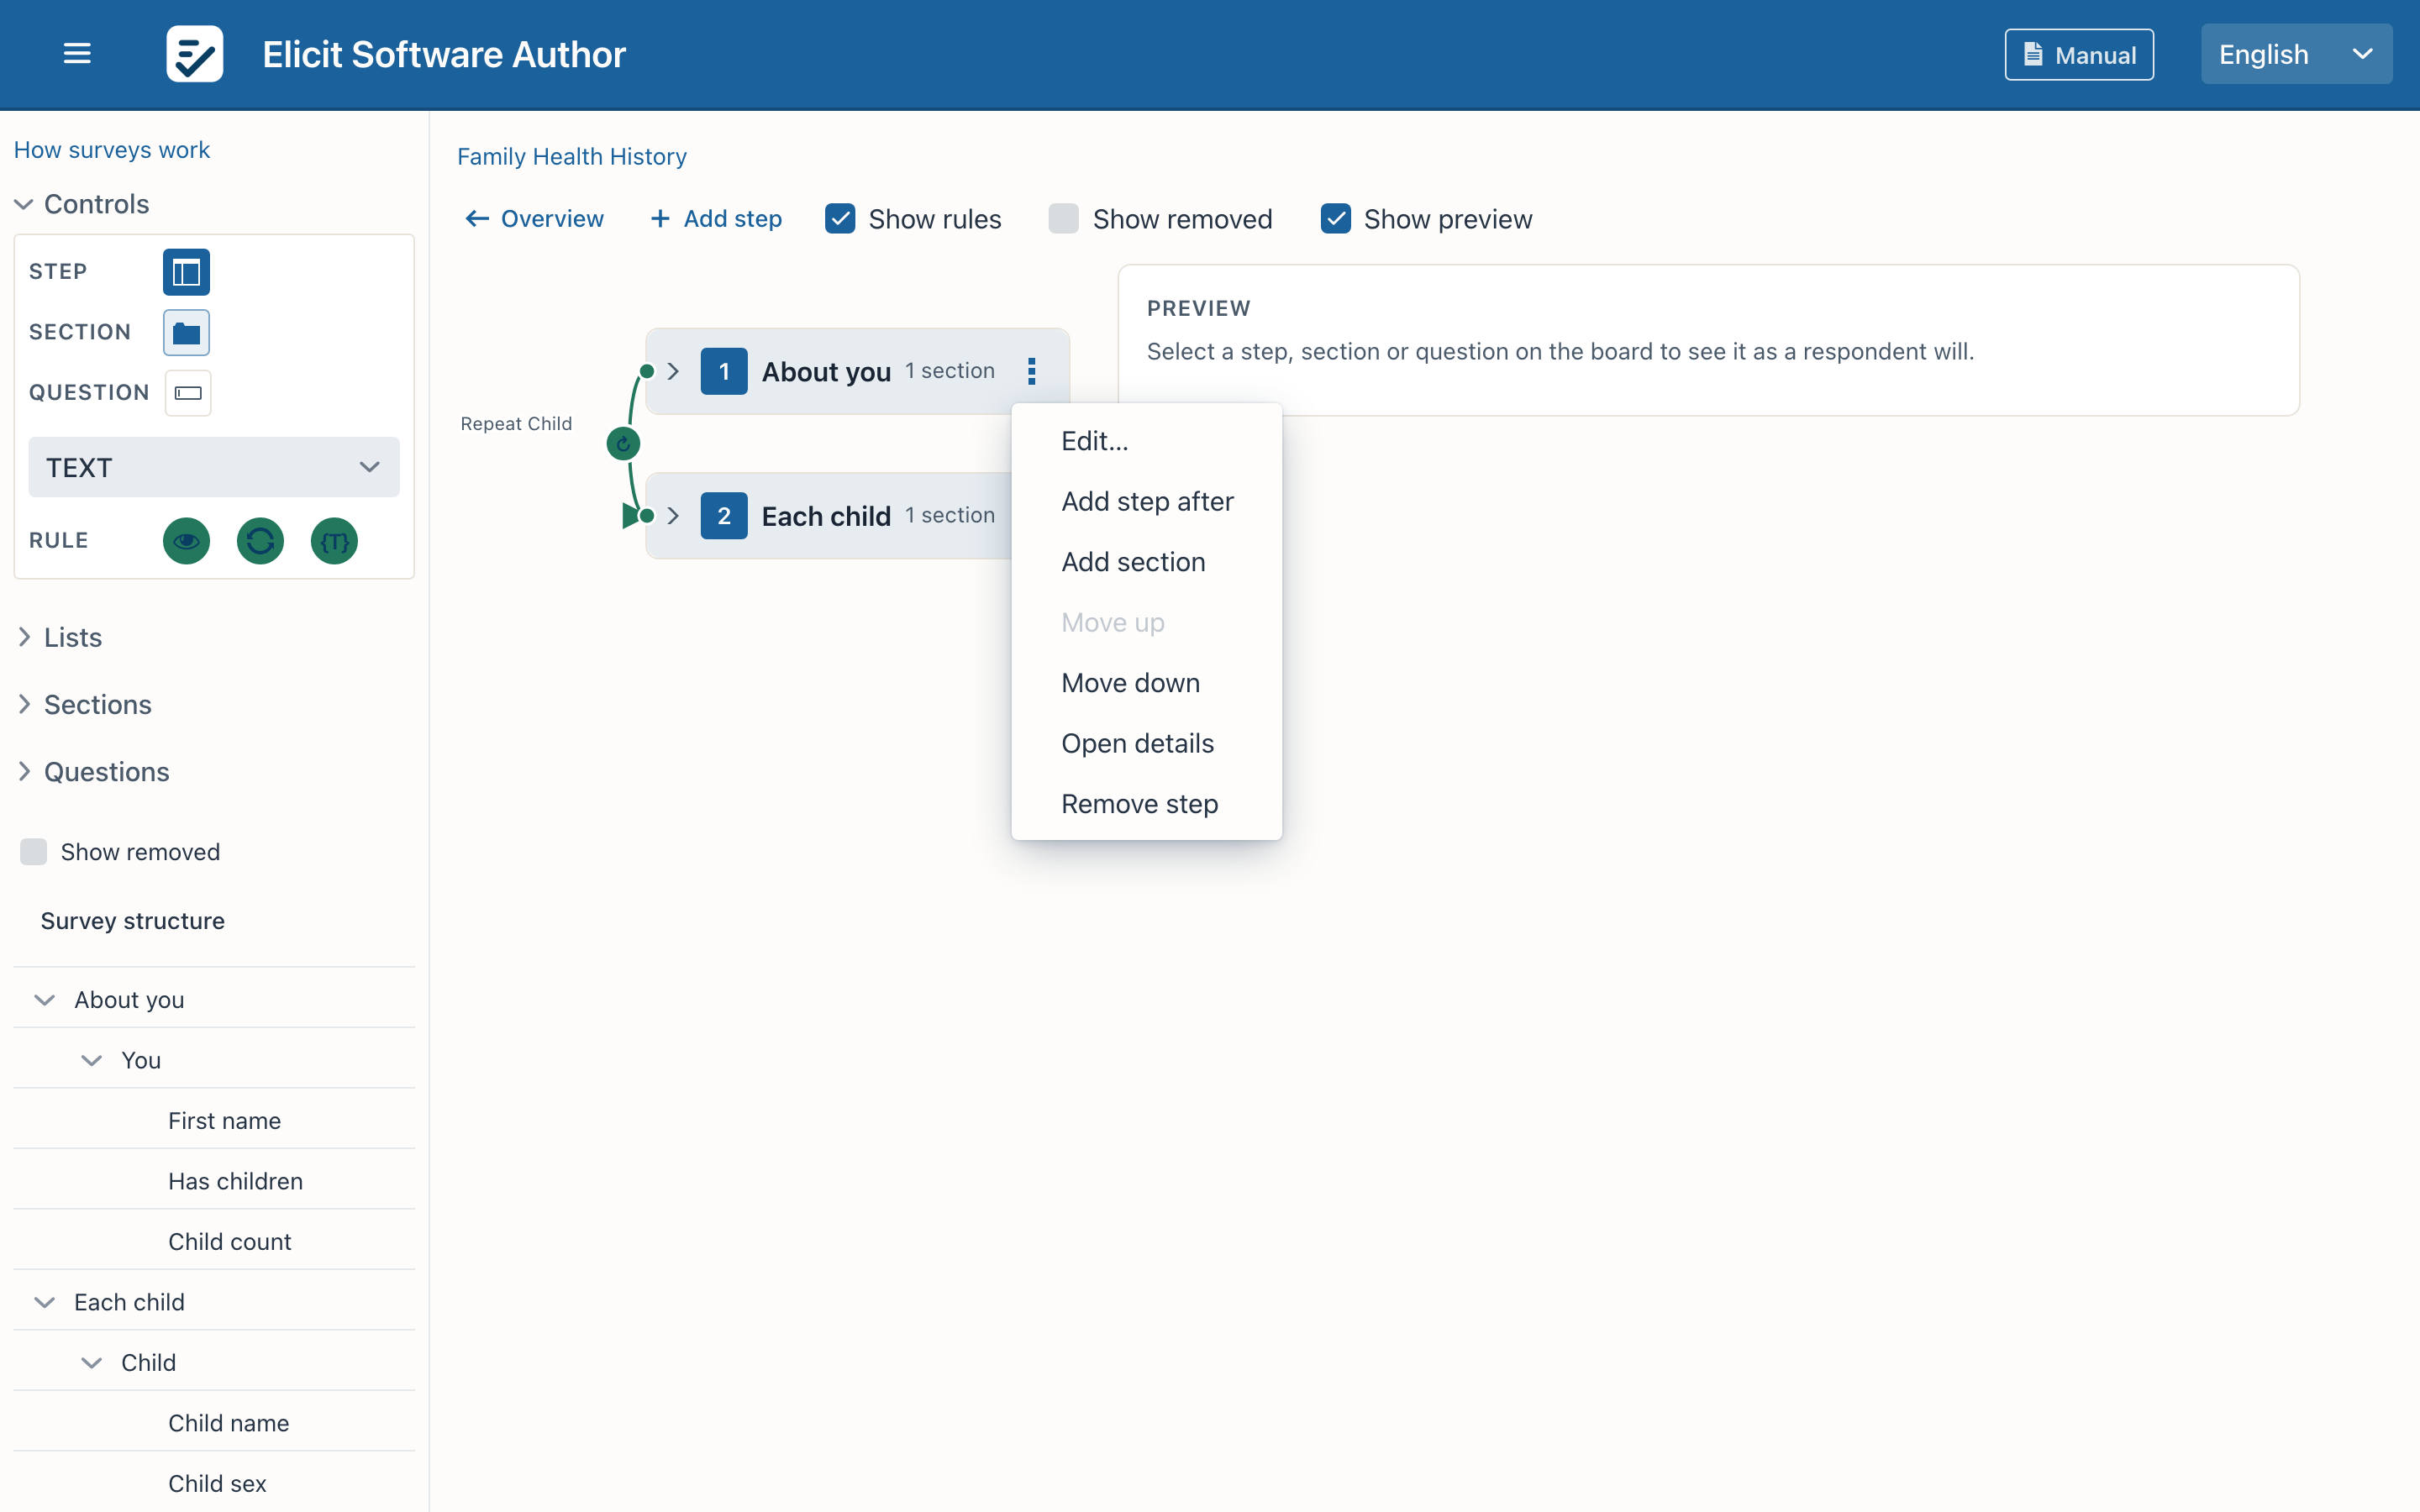 Elicit Software Author
Manual
English
How surveys work
Controls
STEP
SECTION
QUESTION
TEXT
RULE
{T}
Lists
Sections
Questions
Show removed
Survey structure
About you
You
First name
Has children
Child count
Each child
Child
Child name
Child sex
Family Health History
Overview
Add step
Show rules
Show removed
Show preview
Repeat Child
1 About you 1 section
2 Each child 1 section
Edit...
Add step after
Add section
Move up
Move down
Open details
Remove step
PREVIEW
Select a step, section or question on the board to see it as a respondent will.